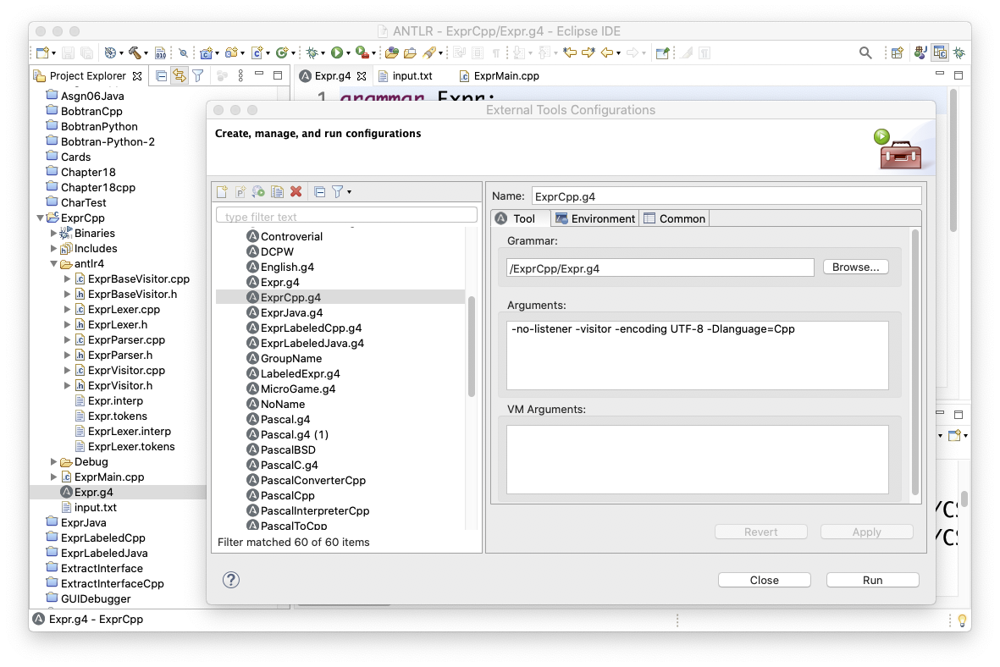 ANTLR - ExprCpp/Expr.g4 - Eclipse IDE
Project Explorer
Expr.g4
input.txt
ExprMain.cpp
1 grammar Expr;
Asgn06Java
BobtranCpp
BobtranPython
Bobtran-Python-2
Cards
Chapter18
Chapter18cpp
CharTest
ExprCpp
Binaries
Includes
antlr4
ExprBaseVisitor.cpp
ExprBaseVisitor.h
ExprLexer.cpp
ExprLexer.h
ExprParser.cpp
ExprParser.h
ExprVisitor.cpp
ExprVisitor.h
Expr.interp
Expr.tokens
ExprLexer.interp
ExprLexer.tokens
Debug
ExprMain.cpp
Expr.g4
input.txt
ExprJava
ExprLabeledCpp
ExprLabeledJava
ExtractInterface
ExtractInterfaceCpp
GUIDebugger
External Tools Configurations
Create, manage, and run configurations
type filter text
Controverial
DCPW
English.g4
Expr.g4
ExprCpp.g4
ExprJava.g4
ExprLabeledCpp.g4
ExprLabeledJava.g4
GroupName
LabeledExpr.g4
MicroGame.g4
NoName
Pascal.g4
Pascal.g4 (1)
PascalBSD
PascalC.g4
PascalConverterCpp
PascalCpp
PascalInterpreterCpp
PascalToCpp
Filter matched 60 of 60 items
Name: ExprCpp.g4
Tool
Environment
Common
Grammar:
/ExprCpp/Expr.g4
Browse...
Arguments:
-no-listener -visitor -encoding UTF-8 -Dlanguage=Cpp
VM Arguments:
Revert
Apply
Close
Run
/CS
/CS
Expr.g4 - ExprCpp